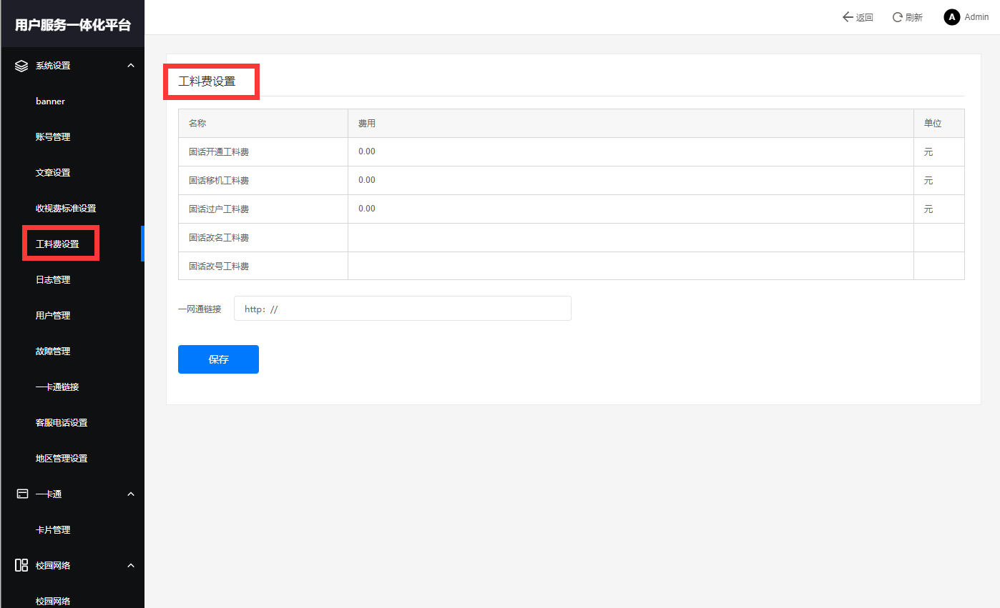 用户服务一体化平台
返回
刷新
A
Admin
系统设置
banner
账号管理
文章设置
收视费标准设置
工料费设置
日志管理
用户管理
故障管理
一卡通链接
客服电话设置
地区管理设置
一卡通
卡片管理
校园网络
校园网络
工料费设置
名称 费用 单位
固话开通工料费 0.00 元
固话移机工料费 0.00 元
固话过户工料费 0.00 元
固话改名工料费
固话改号工料费
一网通链接 http: //
保存